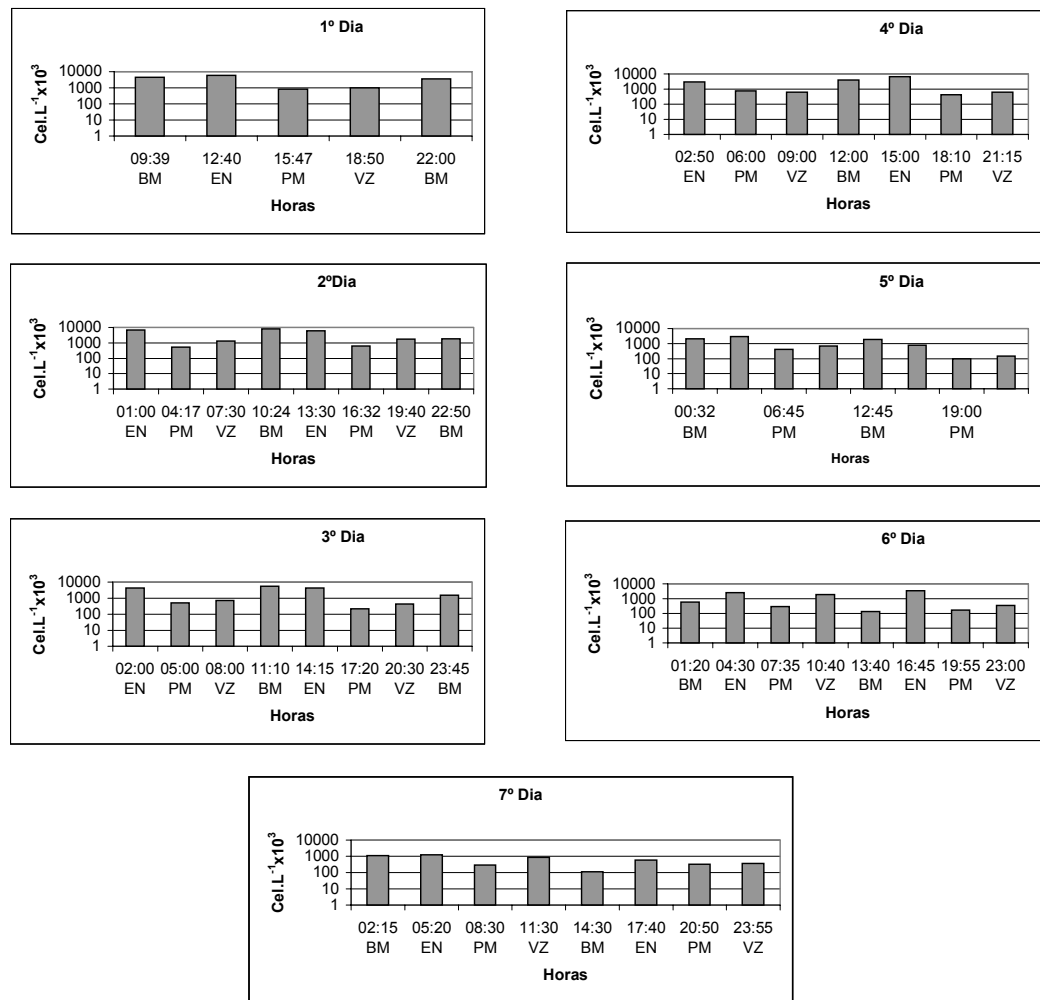 1º Dia
Cel.L⁻¹x10³
10000
1000
100
10
1
09:39 12:40 15:47 18:50 22:00
BM EN PM VZ BM
Horas
4º Dia
Cel.L⁻¹x10³
10000
1000
100
10
1
02:50 06:00 09:00 12:00 15:00 18:10 21:15
EN PM VZ BM EN PM VZ
Horas
2ºDia
Cel.L⁻¹x10³
10000
1000
100
10
1
01:00 04:17 07:30 10:24 13:30 16:32 19:40 22:50
EN PM VZ BM EN PM VZ BM
Horas
5º Dia
Cel.L⁻¹x10³
10000
1000
100
10
1
00:32 06:45 12:45 19:00
BM PM BM PM
Horas
3º Dia
Cel.L⁻¹x10³
10000
1000
100
10
1
02:00 05:00 08:00 11:10 14:15 17:20 20:30 23:45
EN PM VZ BM EN PM VZ BM
Horas
6º Dia
Cel.L⁻¹x10³
10000
1000
100
10
1
01:20 04:30 07:35 10:40 13:40 16:45 19:55 23:00
BM EN PM VZ BM EN PM VZ
Horas
7º Dia
Cel.L⁻¹x10³
10000
1000
100
10
1
02:15 05:20 08:30 11:30 14:30 17:40 20:50 23:55
BM EN PM VZ BM EN PM VZ
Horas